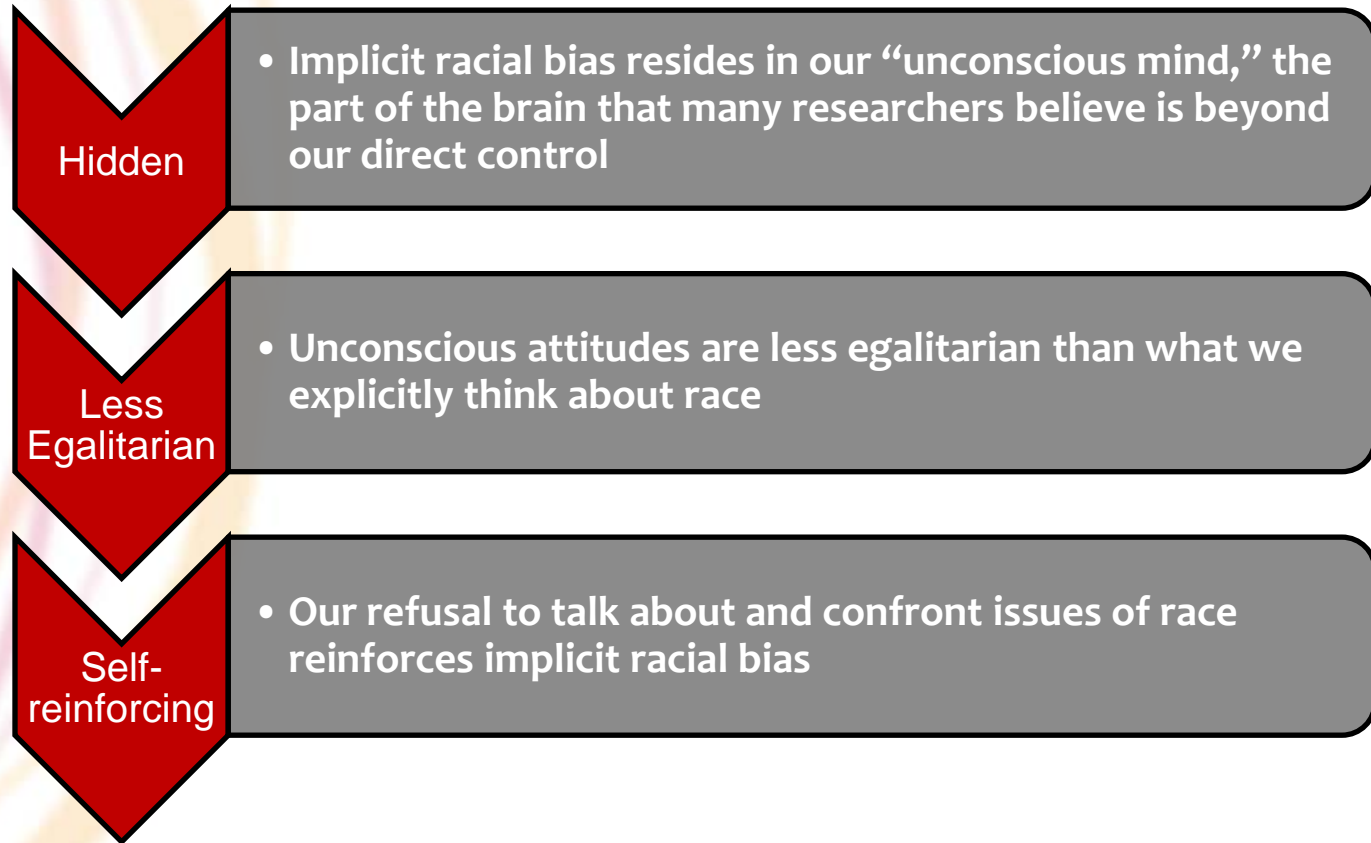 Hidden
• Implicit racial bias resides in our “unconscious mind,” the
part of the brain that many researchers believe is beyond
our direct control
Less
Egalitarian
• Unconscious attitudes are less egalitarian than what we
explicitly think about race
Self-
reinforcing
• Our refusal to talk about and confront issues of race
reinforces implicit racial bias